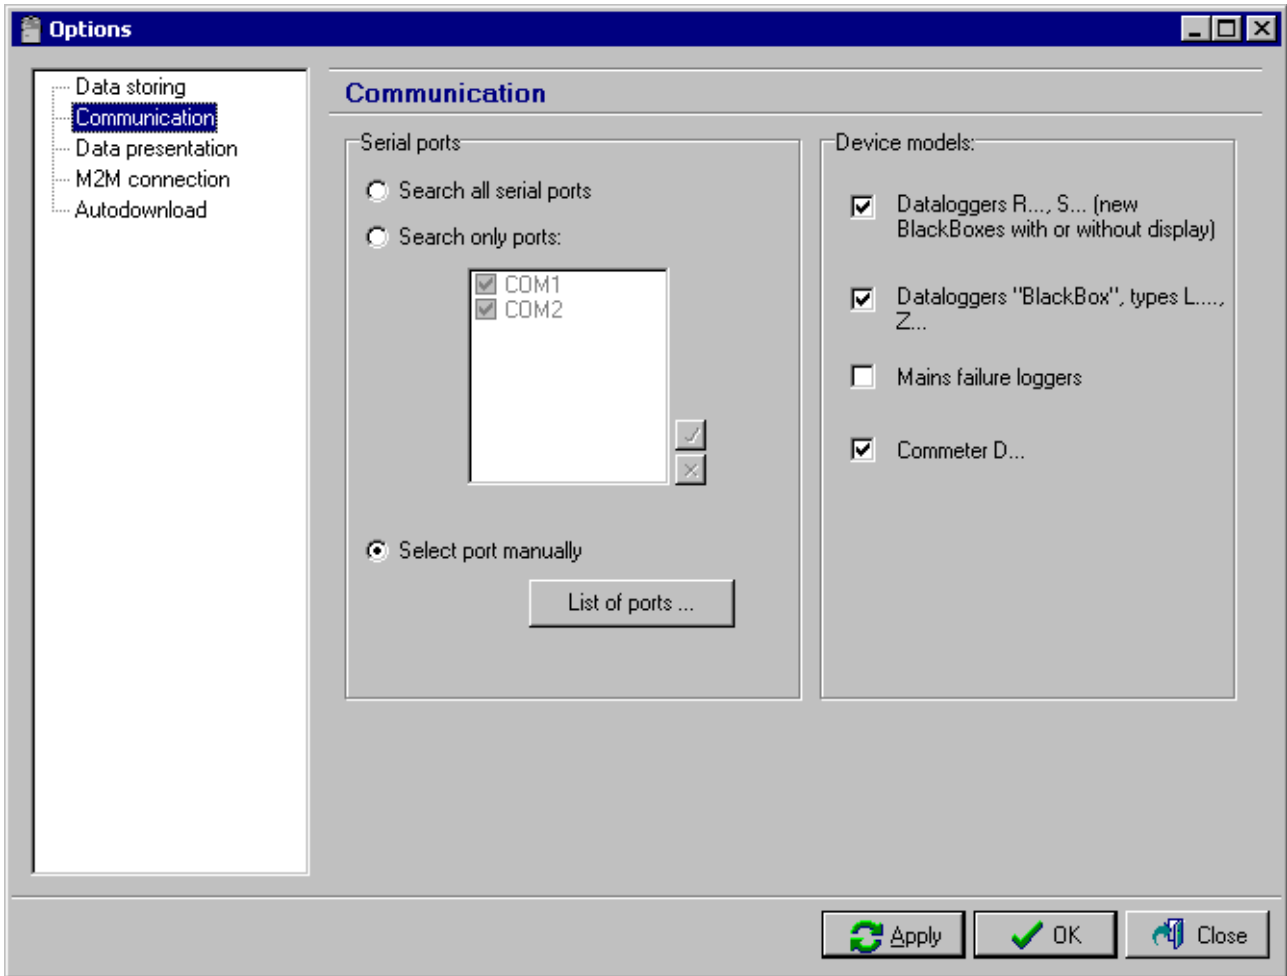 Options
Data storing
Communication
Data presentation
M2M connection
Autodownload
Communication
Serial ports
Search all serial ports
Search only ports:
COM1
COM2
Select port manually
List of ports ...
Device models:
Dataloggers R..., S... (new
BlackBoxes with or without display)
Dataloggers "BlackBox", types L....,
Z...
Mains failure loggers
Commeter D...
Apply
OK
Close